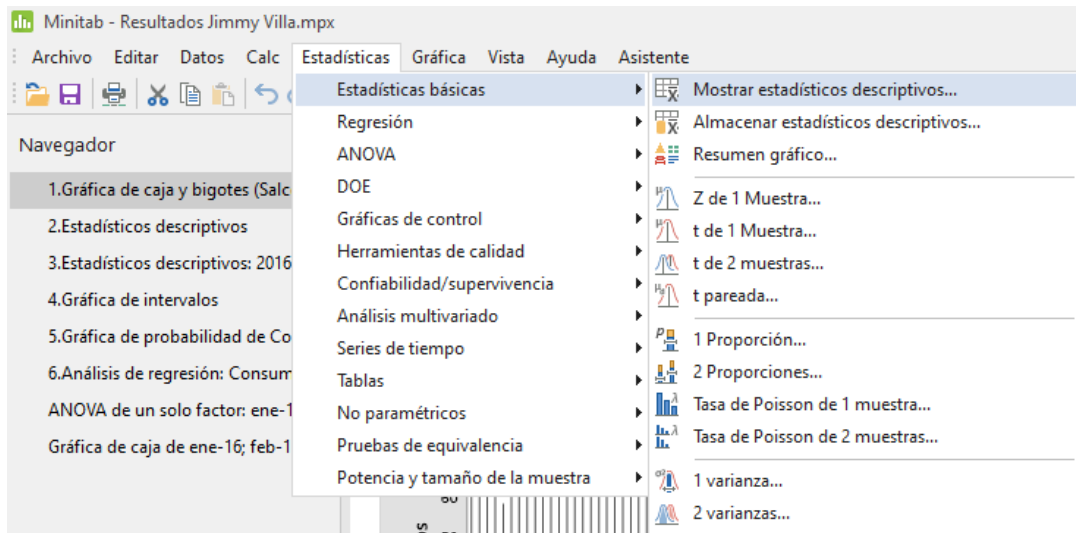 Minitab - Resultados Jimmy Villa.mpx
Archivo Editar Datos Calc Estadísticas Gráfica Vista Ayuda Asistente
Navegador
1.Gráfica de caja y bigotes (Salc
2.Estadísticos descriptivos
3.Estadísticos descriptivos: 2016
4.Gráfica de intervalos
5.Gráfica de probabilidad de Co
6.Análisis de regresión: Consum
ANOVA de un solo factor: ene-1
Gráfica de caja de ene-16; feb-1
Estadísticas básicas
Regresión
ANOVA
DOE
Gráficas de control
Herramientas de calidad
Confiabilidad/supervivencia
Análisis multivariado
Series de tiempo
Tablas
No paramétricos
Pruebas de equivalencia
Potencia y tamaño de la muestra
Mostrar estadísticos descriptivos...
Almacenar estadísticos descriptivos...
Resumen gráfico...
Z de 1 Muestra...
t de 1 Muestra...
t de 2 muestras...
t pareada...
1 Proporción...
2 Proporciones...
Tasa de Poisson de 1 muestra...
Tasa de Poisson de 2 muestras...
1 varianza...
2 varianzas...